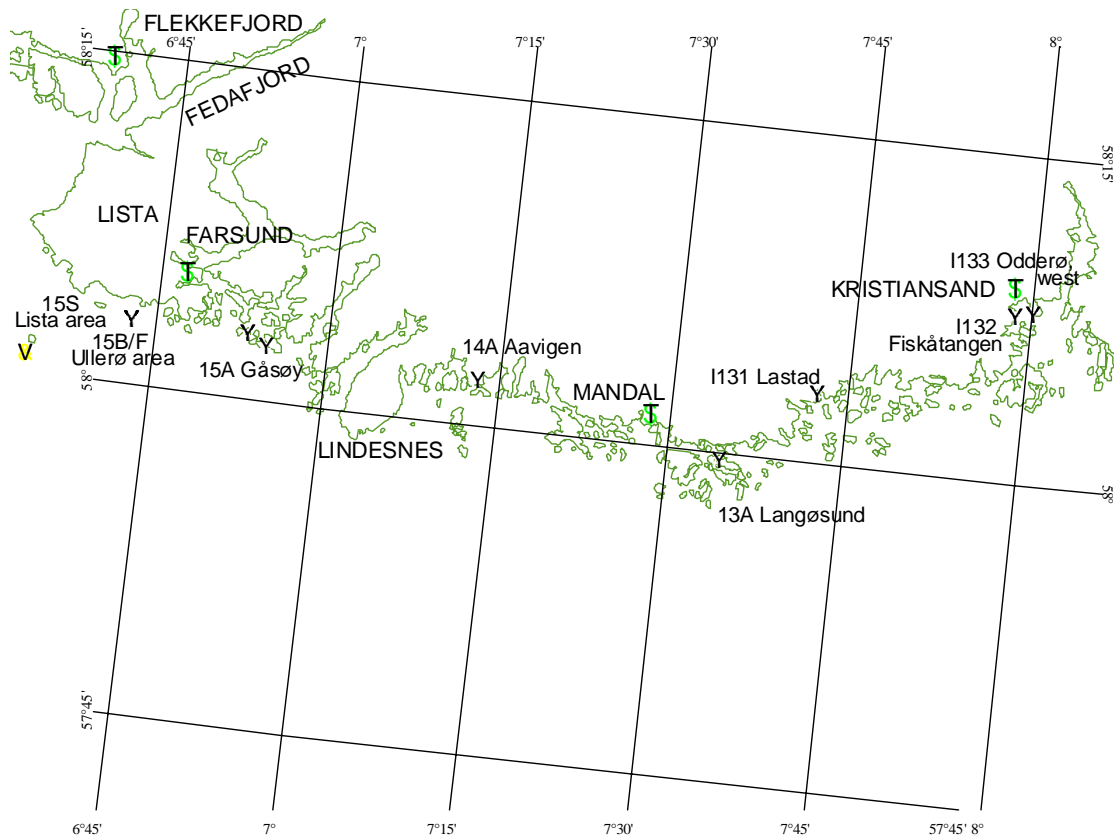 FLEKKEFJORD
58°15'
6°45'
7°
7°15'
7°30'
7°45'
8°
T
S
FEDAFJORD
58°15'
LISTA
FARSUND
T
S
I133 Odderø,
west
KRISTIANSAND
T
S
15S
Lista area
Y
Y
Y
I132
Fiskåtangen
V
15B/F
Ullerø area
Y
Y
15A Gåsøy
14A Aavigen
Y
58°
I131 Lastad
Y
MANDAL
T
S
LINDESNES
Y
58°
13A Langøsund
57°45'
6°45'
7°
7°15'
7°30'
7°45'
57°45'
8°